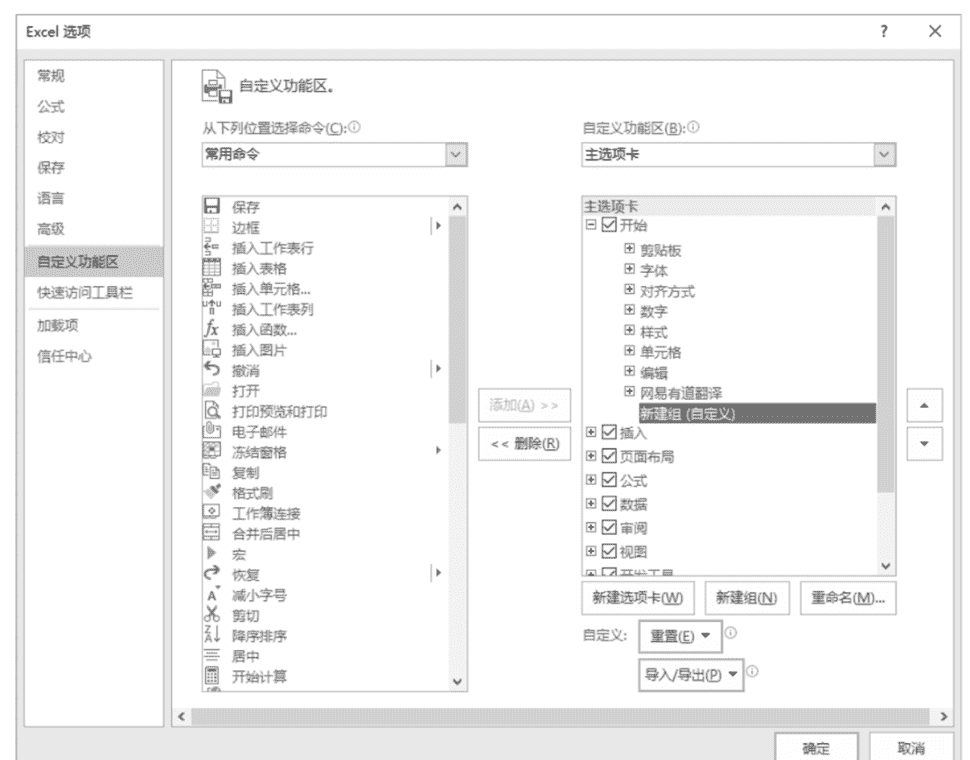 Excel 选项
?
常规
公式
校对
保存
语言
高级
自定义功能区
快速访问工具栏
加载项
信任中心
自定义功能区。
从下列位置选择命令(C):
常用命令
保存
边框
插入工作表行
插入表格
插入单元格...
插入工作表列
插入函数...
插入图片
撤消
打开
打印预览和打印
电子邮件
冻结窗格
复制
格式刷
工作簿连接
合并后居中
宏
恢复
减小字号
剪切
降序排序
居中
开始计算
添加(A) >>
<< 删除(R)
自定义功能区(B):
主选项卡
主选项卡
开始
剪贴板
字体
对齐方式
数字
样式
单元格
编辑
网易有道翻译
新建组 (自定义)
插入
页面布局
公式
数据
审阅
视图
开发工具
新建选项卡(W)
新建组(N)
重命名(M)...
自定义:
重置(E)
导入/导出(P)
确定
取消